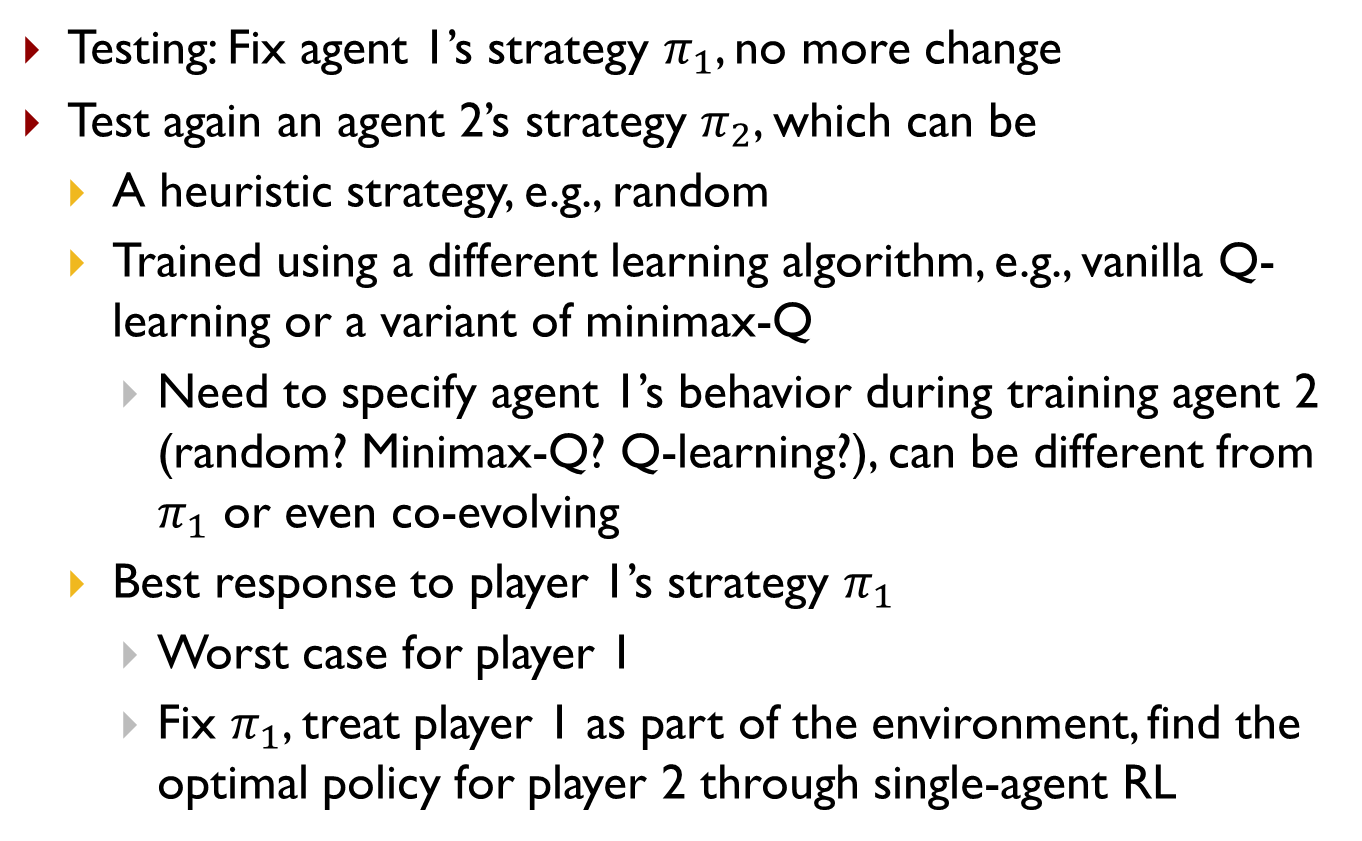 Testing: Fix agent 1’s strategy π₁, no more change
Test again an agent 2’s strategy π₂, which can be
A heuristic strategy, e.g., random
Trained using a different learning algorithm, e.g., vanilla Q-
learning or a variant of minimax-Q
Need to specify agent 1’s behavior during training agent 2
(random? Minimax-Q? Q-learning?), can be different from
π₁ or even co-evolving
Best response to player 1’s strategy π₁
Worst case for player 1
Fix π₁, treat player 1 as part of the environment, find the
optimal policy for player 2 through single-agent RL